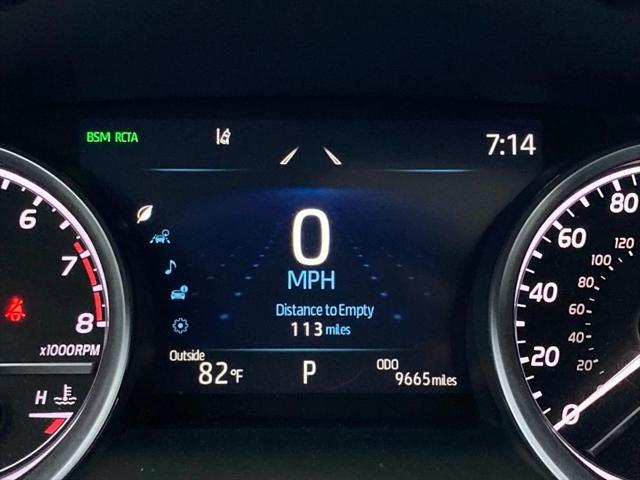 BSM RCTA
7:14
0
MPH
Distance to Empty
113 miles
Outside
82°F
P
ODO
9665 miles
6
7
8
x1000RPM
H
80
60
40
20
0
120
100
80
60
40
20